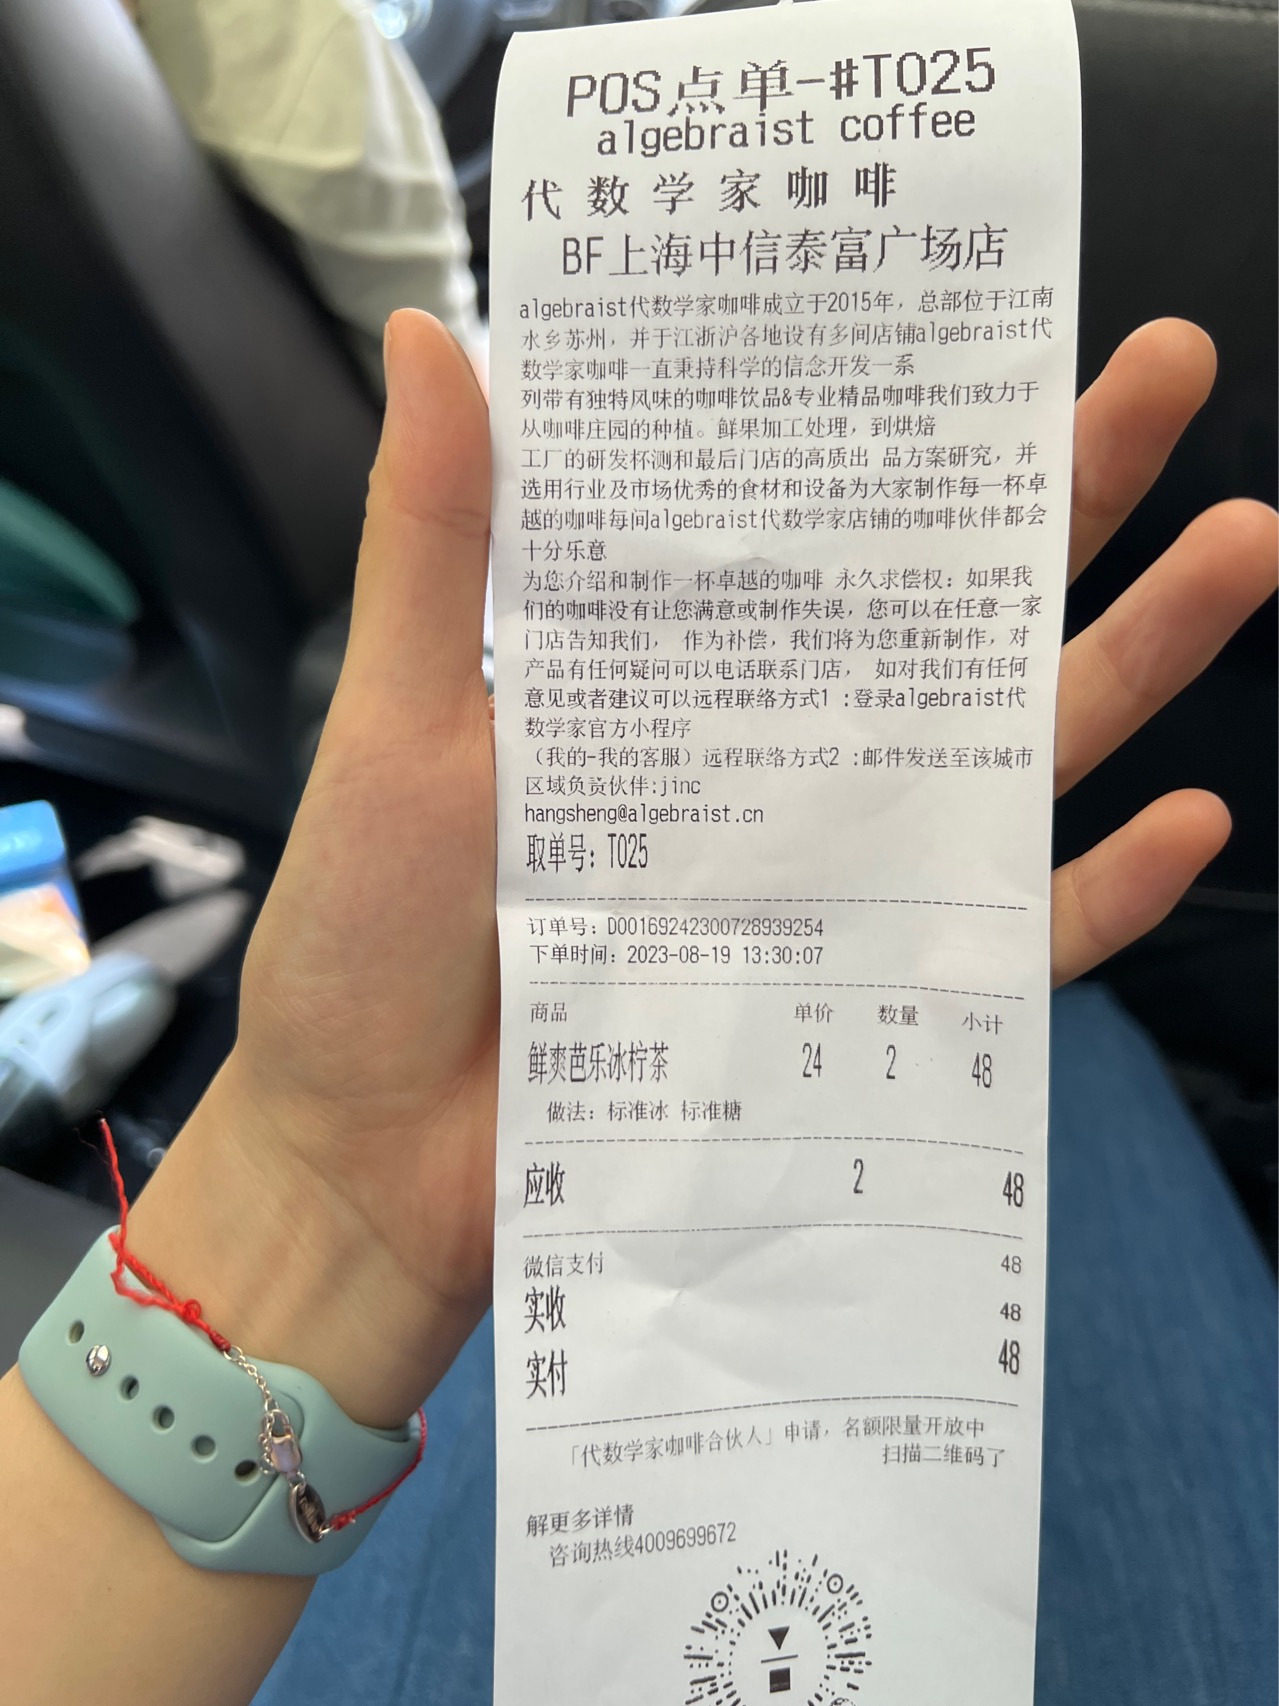 POS点单-#T025
algebraist coffee
代数学家咖啡
BF上海中信泰富广场店
algebraist代数学家咖啡成立于2015年，总部位于江南
水乡苏州，并于江浙沪各地设有多间店铺algebraist代
数学家咖啡一直秉持科学的信念开发一系
列带有独特风味的咖啡饮品&专业精品咖啡我们致力于
从咖啡庄园的种植。鲜果加工处理，到烘焙
工厂的研发杯测和最后门店的高质出 品方案研究，并
选用行业及市场优秀的食材和设备为大家制作每一杯卓
越的咖啡每间algebraist代数学家店铺的咖啡伙伴都会
十分乐意
为您介绍和制作一杯卓越的咖啡 永久求偿权：如果我
们的咖啡没有让您满意或制作失误，您可以在任意一家
门店告知我们， 作为补偿，我们将为您重新制作，对
产品有任何疑问可以电话联系门店， 如对我们有任何
意见或者建议可以远程联络方式1 :登录algebraist代
数学家官方小程序
（我的-我的客服）远程联络方式2 :邮件发送至该城市
区域负责伙伴:jinc
hangsheng@algebraist.cn
取单号：T025
订单号：D00169242300728939254
下单时间：2023-08-19 13:30:07
商品 单价 数量 小计
鲜爽芭乐冰柠茶 24 2 48
做法：标准冰 标准糖
应收 2 48
微信支付 48
实收 48
实付 48
「代数学家咖啡合伙人」申请，名额限量开放中
扫描二维码了
解更多详情
咨询热线4009699672